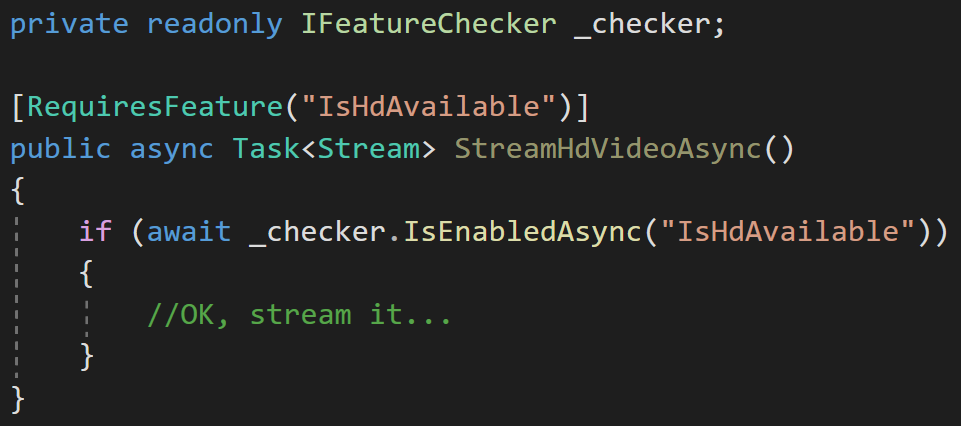 private readonly IFeatureChecker _checker;
[RequiresFeature("IsHdAvailable")]
public async Task<Stream> StreamHdVideoAsync()
{
    if (await _checker.IsEnabledAsync("IsHdAvailable"))
    {
        //OK, stream it...
    }
}